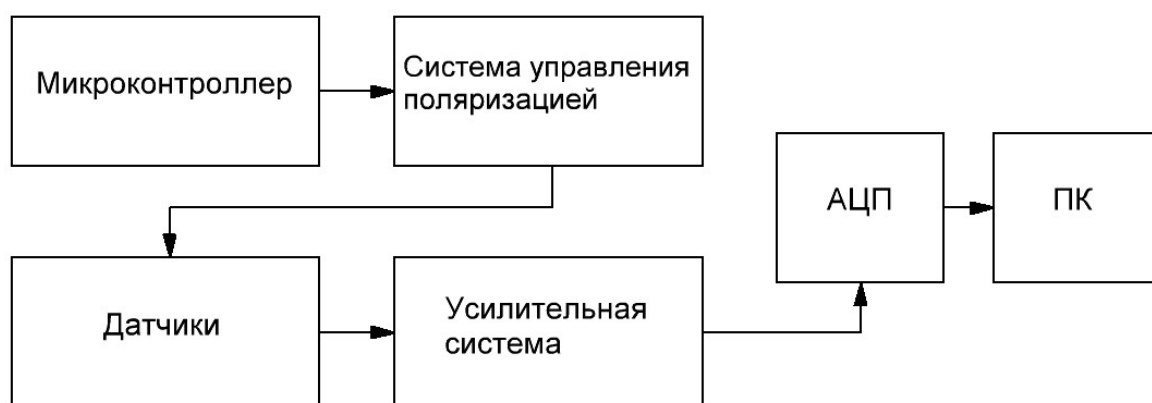 Микроконтроллер
Система управления
поляризацией
АЦП
ПК
Датчики
Усилительная
система